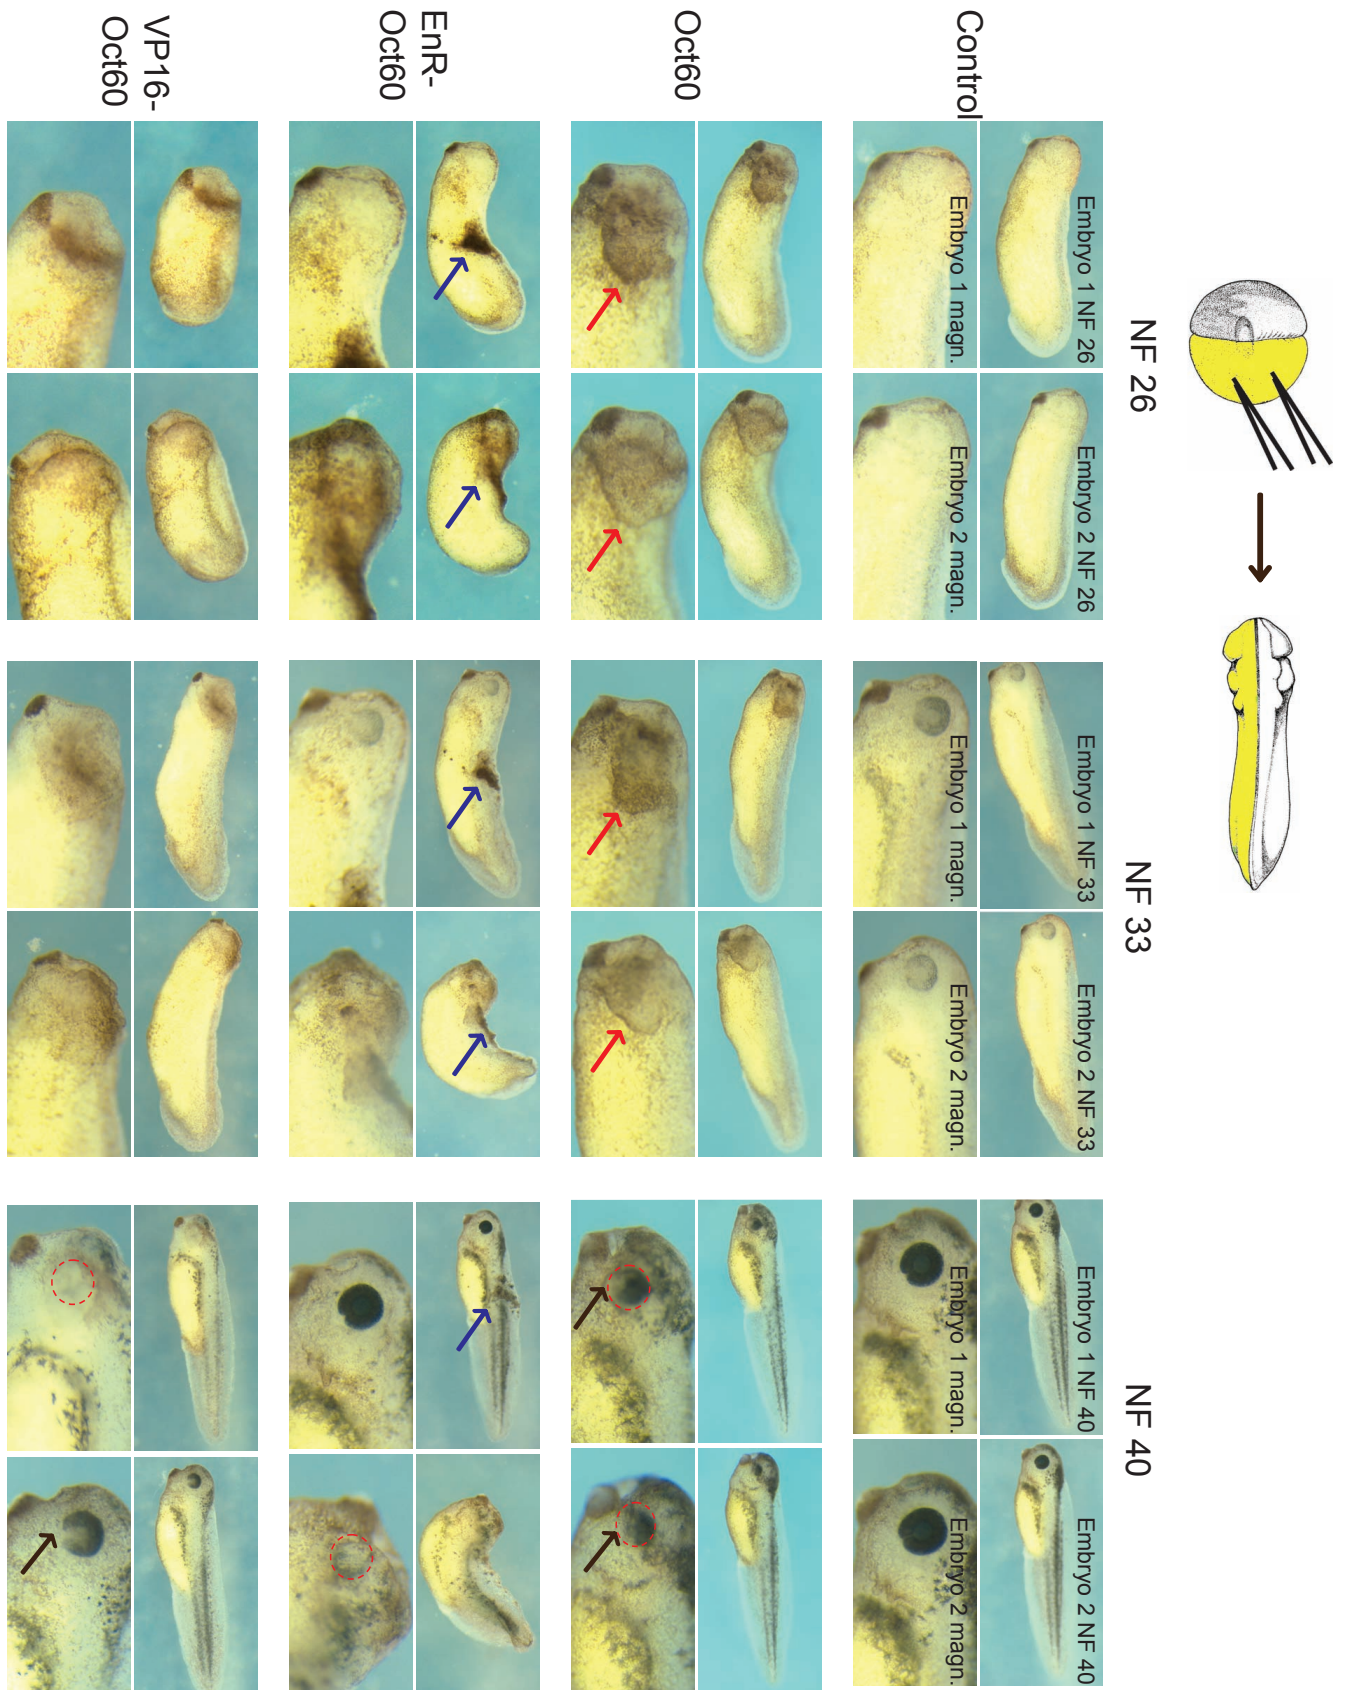 NF 26
NF 33
NF 40
Control
Embryo 1 NF 26
Embryo 2 NF 26
Embryo 1 NF 33
Embryo 2 NF 33
Embryo 1 NF 40
Embryo 2 NF 40
Embryo 1 magn.
Embryo 2 magn.
Embryo 1 magn.
Embryo 2 magn.
Embryo 1 magn.
Embryo 2 magn.
Oct60
EnR-
Oct60
VP16-
Oct60